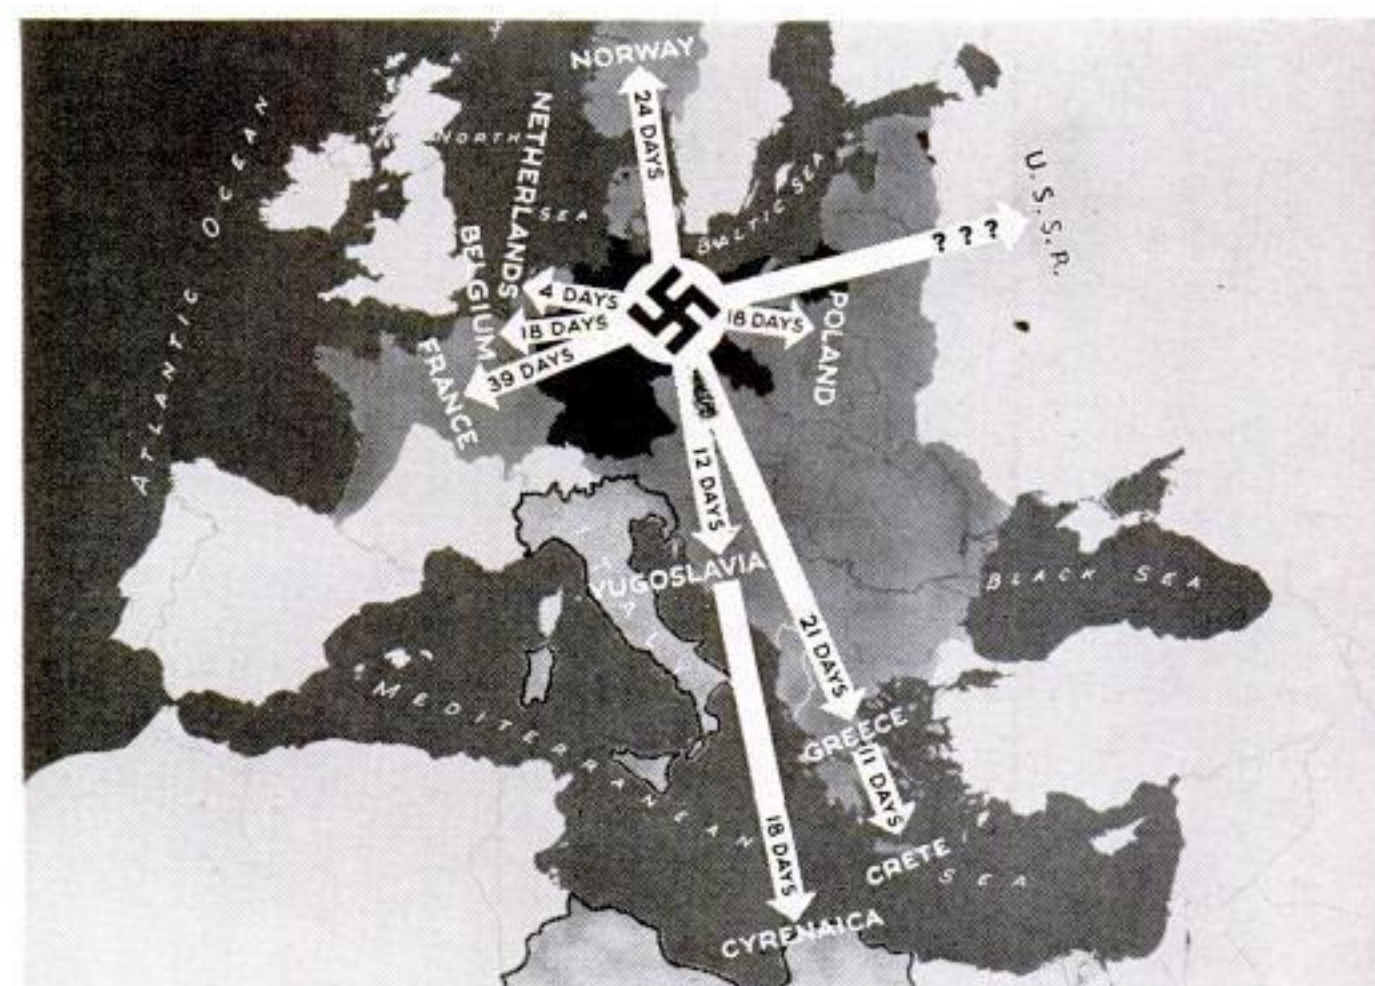 NORWAY
24 DAYS
NETHERLANDS
NORTH
SEA
ATLANTIC OCEAN
BELGIUM
BALTIC SEA
U.S.S.R.
? ? ?
4 DAYS
18 DAYS
39 DAYS
FRANCE
18 DAYS
POLAND
12 DAYS
YUGOSLAVIA
BLACK SEA
21 DAYS
GREECE
11 DAYS
MEDITERRANEAN
SEA
CRETE
18 DAYS
CYRENAICA